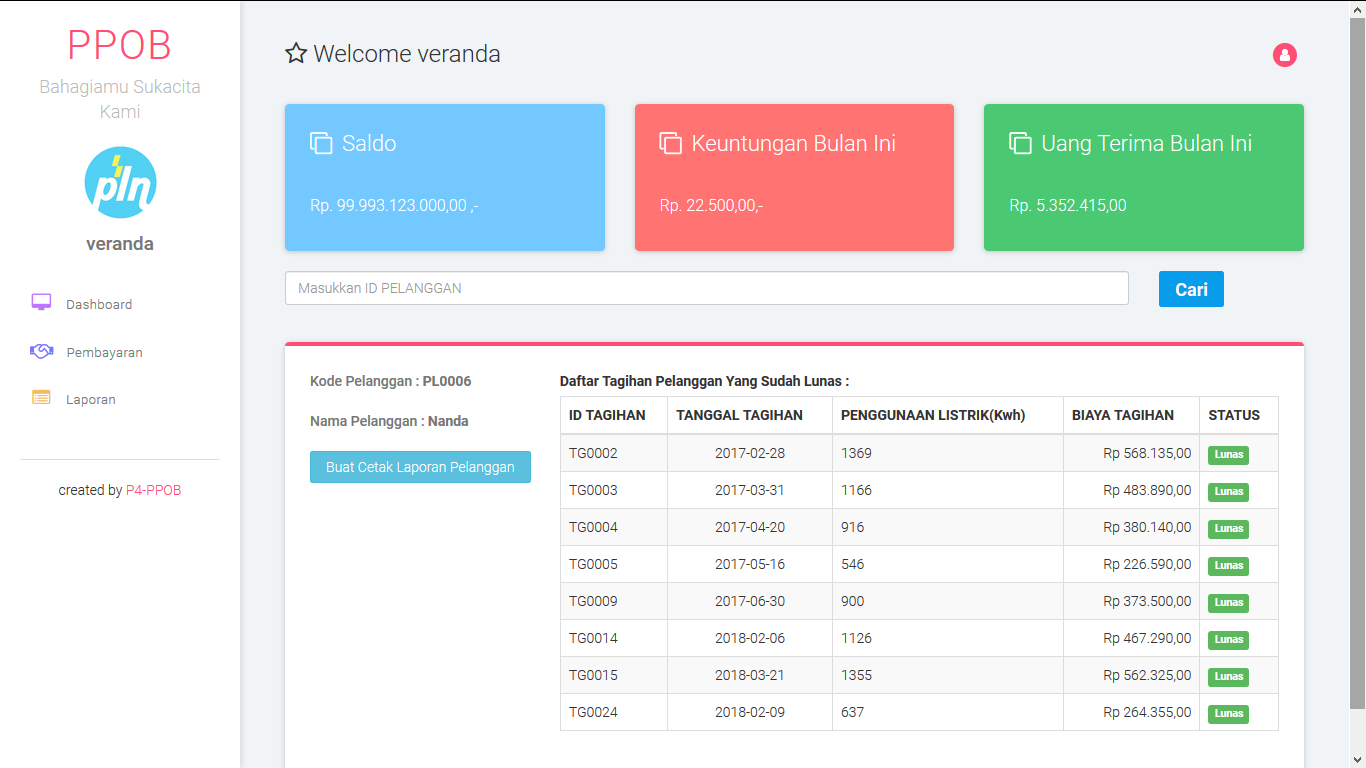 PPOB
Bahagiamu Sukacita
Kami
pln
veranda
Dashboard
Pembayaran
Laporan
created by P4-PPOB
Welcome veranda
Saldo
Rp. 99.993.123.000,00 ,-
Keuntungan Bulan Ini
Rp. 22.500,00,-
Uang Terima Bulan Ini
Rp. 5.352.415,00
Masukkan ID PELANGGAN
Cari
Kode Pelanggan : PL0006
Nama Pelanggan : Nanda
Buat Cetak Laporan Pelanggan
Daftar Tagihan Pelanggan Yang Sudah Lunas :
ID TAGIHAN TANGGAL TAGIHAN PENGGUNAAN LISTRIK(Kwh) BIAYA TAGIHAN STATUS
TG0002 2017-02-28 1369 Rp 568.135,00 Lunas
TG0003 2017-03-31 1166 Rp 483.890,00 Lunas
TG0004 2017-04-20 916 Rp 380.140,00 Lunas
TG0005 2017-05-16 546 Rp 226.590,00 Lunas
TG0009 2017-06-30 900 Rp 373.500,00 Lunas
TG0014 2018-02-06 1126 Rp 467.290,00 Lunas
TG0015 2018-03-21 1355 Rp 562.325,00 Lunas
TG0024 2018-02-09 637 Rp 264.355,00 Lunas